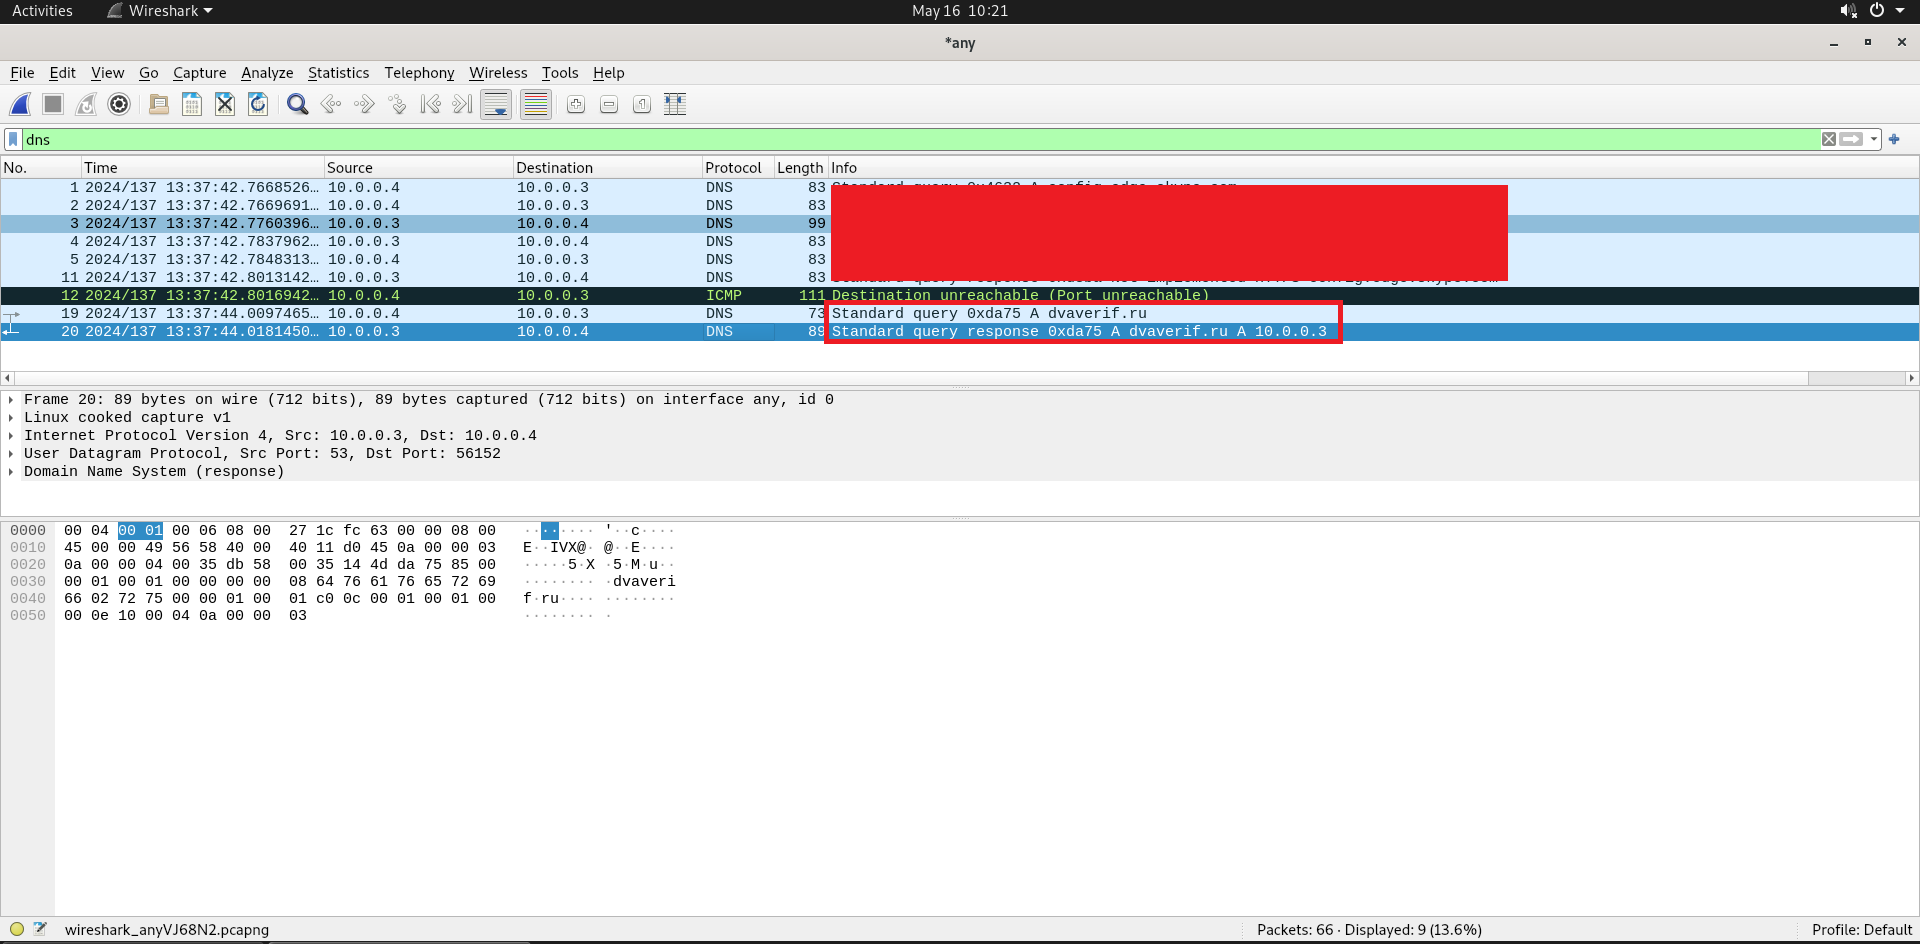 Activities Wireshark May 16 10:21
*any
File Edit View Go Capture Analyze Statistics Telephony Wireless Tools Help
dns
No. Time Source Destination Protocol Length Info
1 2024/137 13:37:42.7668526… 10.0.0.4 10.0.0.3 DNS 83
2 2024/137 13:37:42.7669691… 10.0.0.4 10.0.0.3 DNS 83
3 2024/137 13:37:42.7760396… 10.0.0.3 10.0.0.4 DNS 99
4 2024/137 13:37:42.7837962… 10.0.0.3 10.0.0.4 DNS 83
5 2024/137 13:37:42.7848313… 10.0.0.4 10.0.0.3 DNS 83
11 2024/137 13:37:42.8013142… 10.0.0.3 10.0.0.4 DNS 83
12 2024/137 13:37:42.8016942… 10.0.0.4 10.0.0.3 ICMP 111 Destination unreachable (Port unreachable)
19 2024/137 13:37:44.0097465… 10.0.0.4 10.0.0.3 DNS 73 Standard query 0xda75 A dvaverif.ru
20 2024/137 13:37:44.0181450… 10.0.0.3 10.0.0.4 DNS 89 Standard query response 0xda75 A dvaverif.ru A 10.0.0.3
Frame 20: 89 bytes on wire (712 bits), 89 bytes captured (712 bits) on interface any, id 0
Linux cooked capture v1
Internet Protocol Version 4, Src: 10.0.0.3, Dst: 10.0.0.4
User Datagram Protocol, Src Port: 53, Dst Port: 56152
Domain Name System (response)
0000 00 04 00 01 00 06 08 00 27 1c fc 63 00 00 08 00 ········ '··c····
0010 45 00 00 49 56 58 40 00 40 11 d0 45 0a 00 00 03 E··IVX@· @··E····
0020 0a 00 00 04 00 35 db 58 00 35 14 4d da 75 85 00 ·····5·X ·5·M·u··
0030 00 01 00 01 00 00 00 00 08 64 76 61 76 65 72 69 ········ ·dvaveri
0040 66 02 72 75 00 00 01 00 01 c0 0c 00 01 00 01 00 f·ru···· ········
0050 00 0e 10 00 04 0a 00 00 03 ········ ·
wireshark_anyVJ68N2.pcapng Packets: 66 · Displayed: 9 (13.6%) Profile: Default